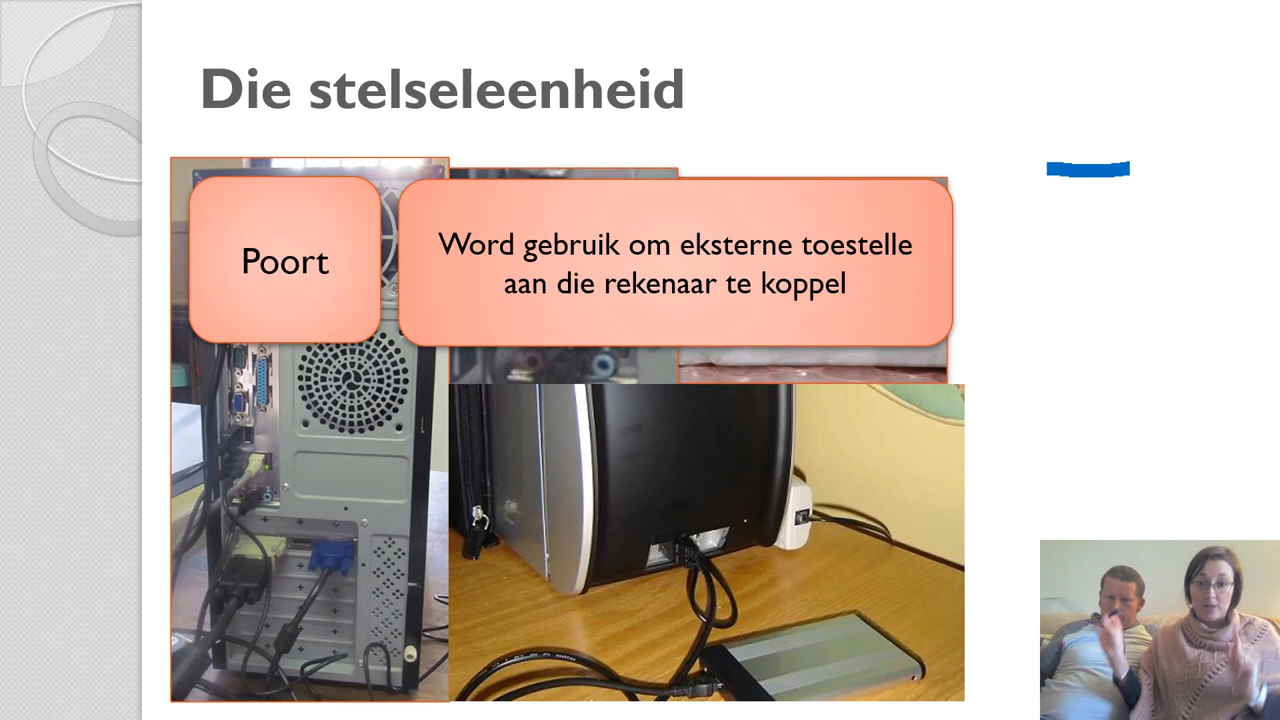 Die stelseleenheid
Poort
Word gebruik om eksterne toestelle
aan die rekenaar te koppel